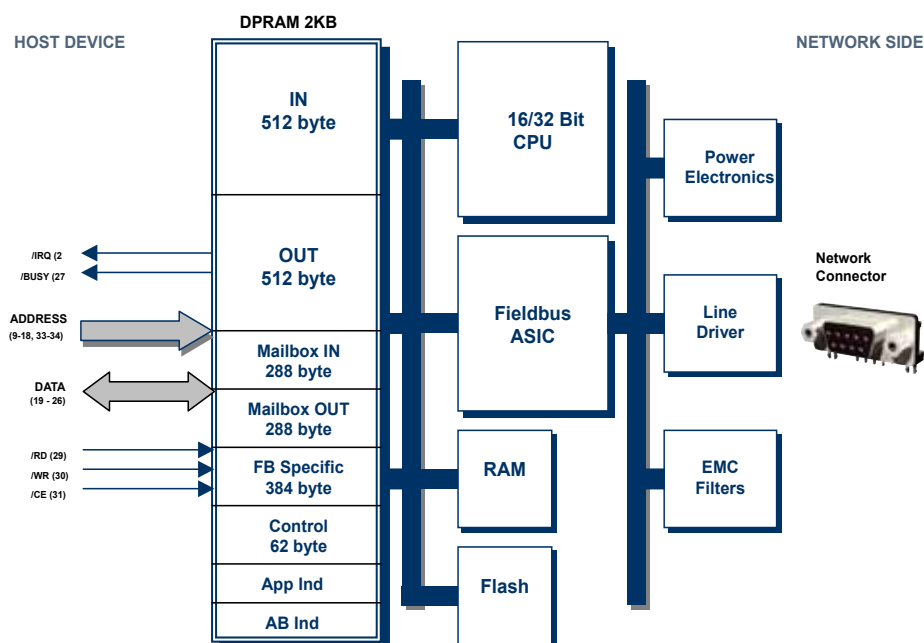 DPRAM 2KB
HOST DEVICE
NETWORK SIDE
IN
512 byte
OUT
512 byte
Mailbox IN
288 byte
Mailbox OUT
288 byte
FB Specific
384 byte
Control
62 byte
App Ind
AB Ind
/IRQ (2
/BUSY (27
ADDRESS
(9-18, 33-34)
DATA
(19 - 26)
/RD (29)
/WR (30)
/CE (31)
16/32 Bit
CPU
Fieldbus
ASIC
RAM
Flash
Power
Electronics
Line
Driver
EMC
Filters
Network
Connector